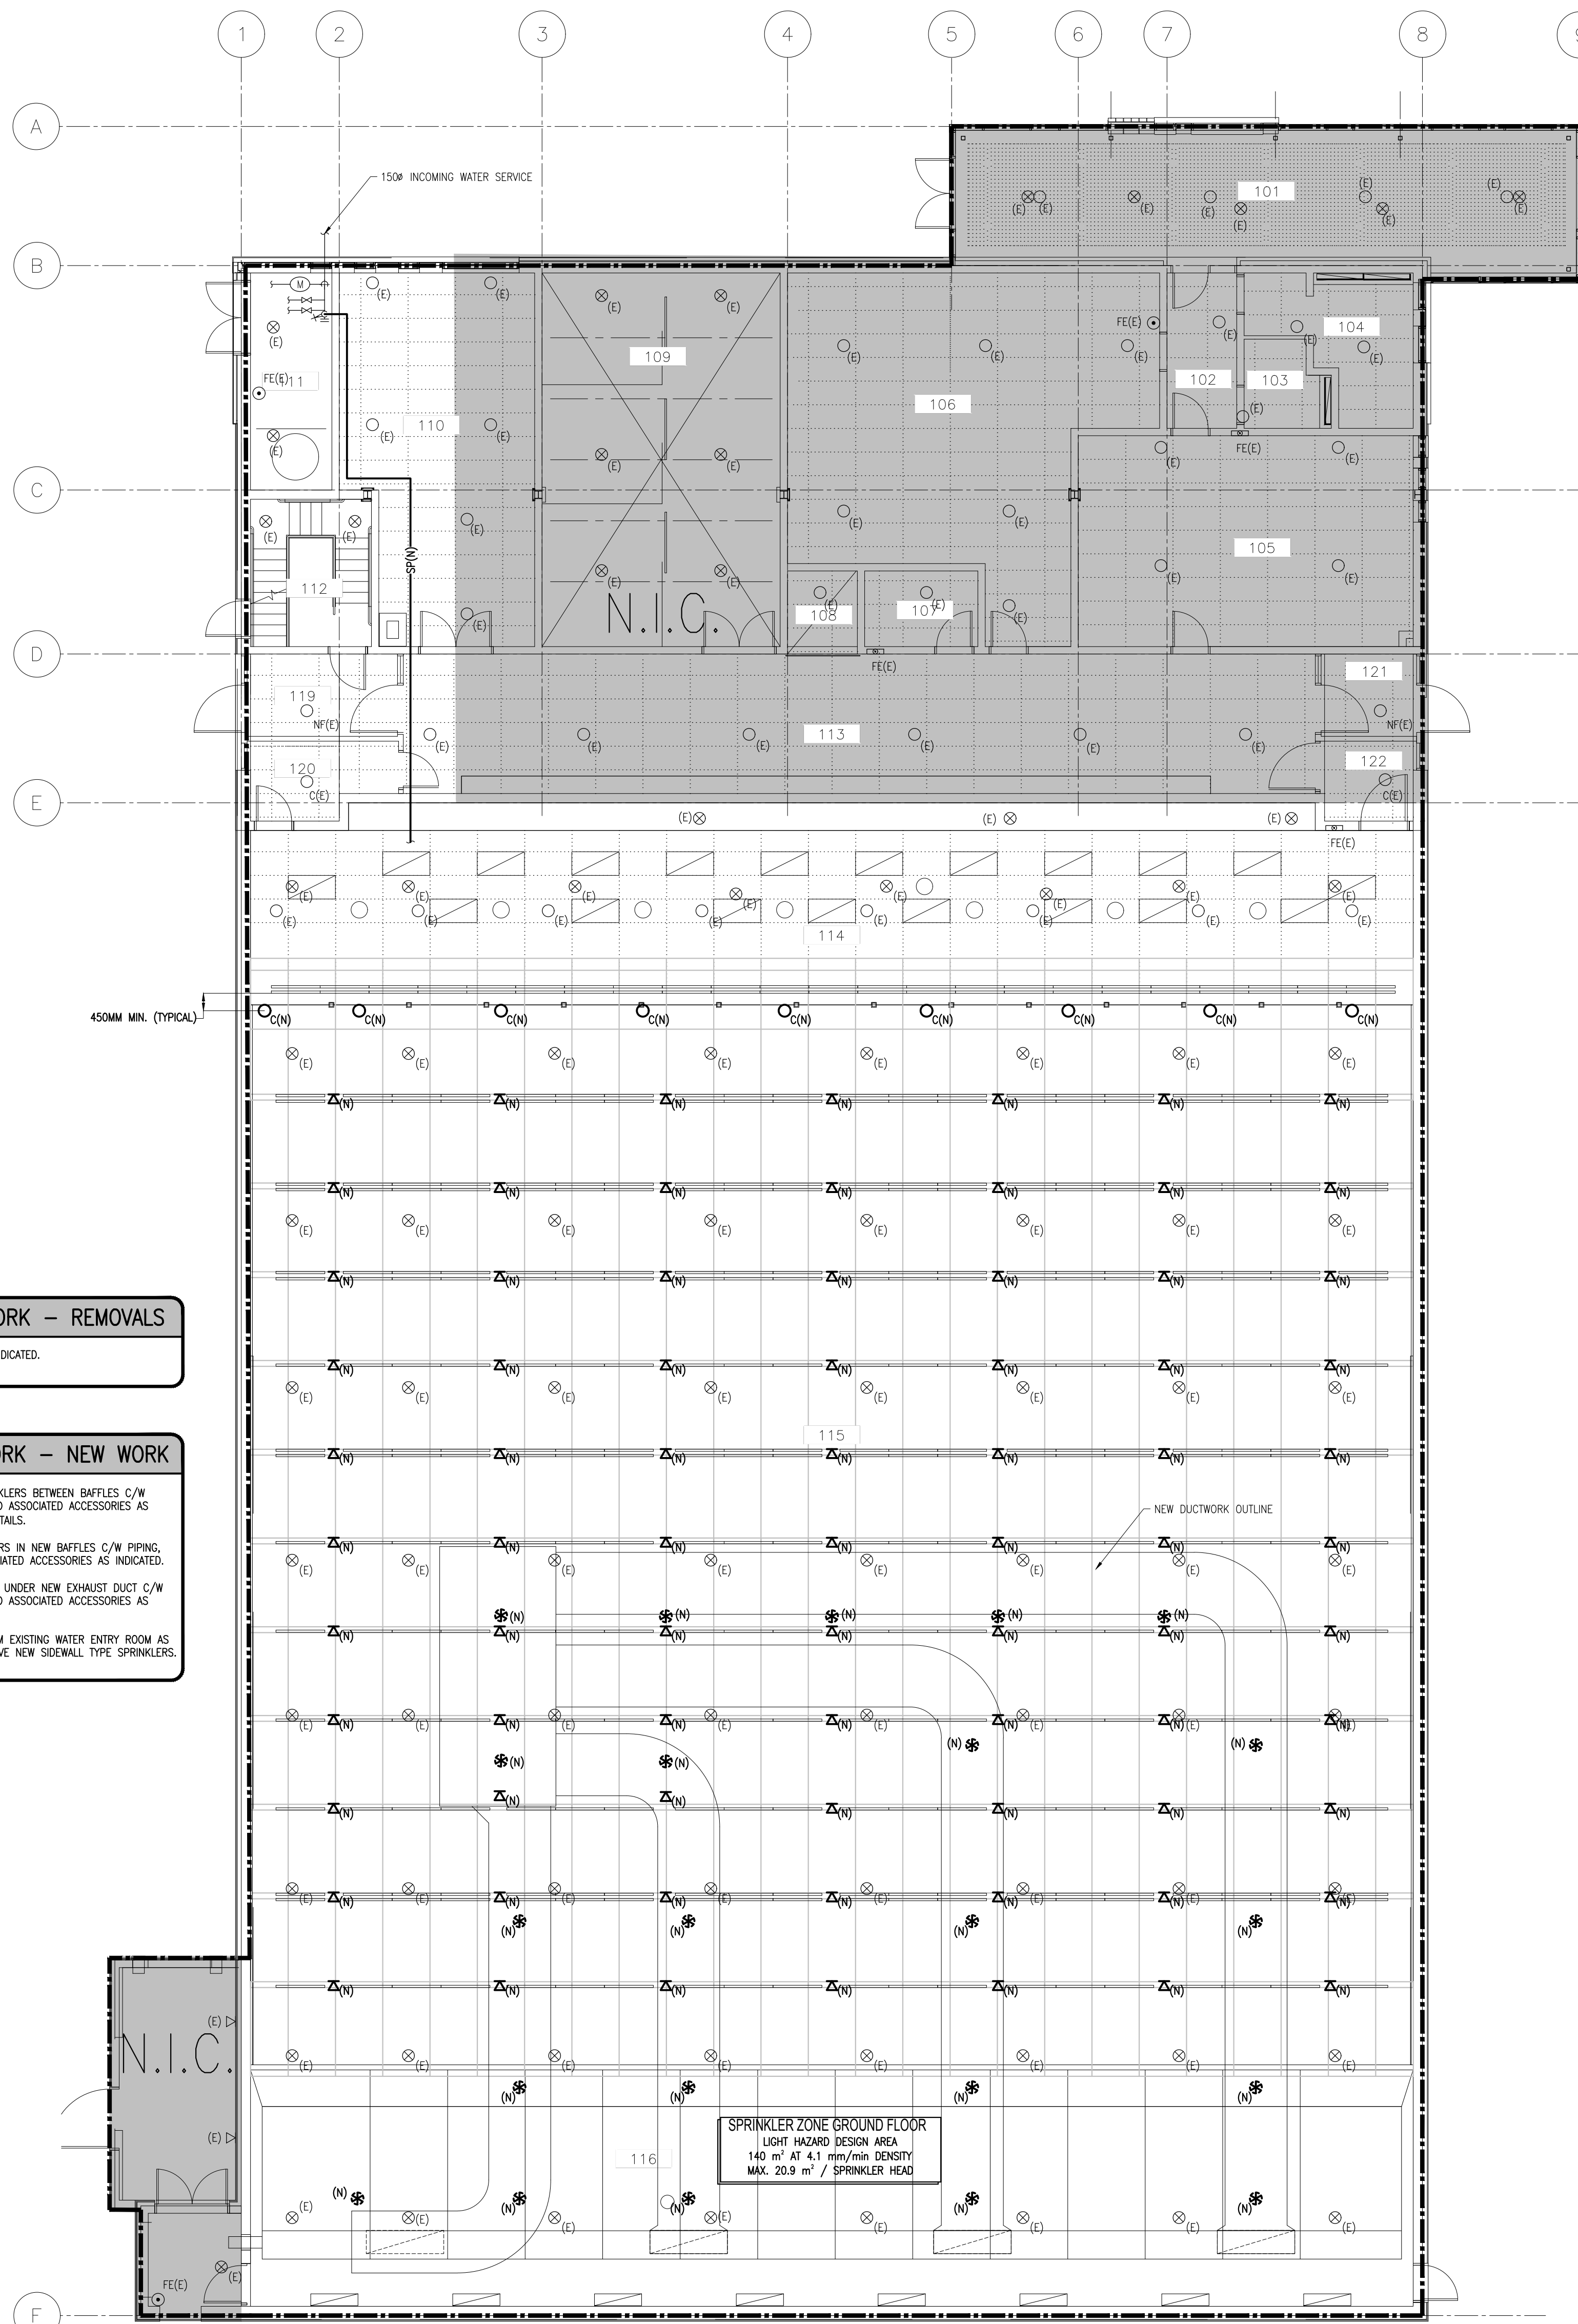 1 2 3 4 5 6 7 8 9
A
150ø INCOMING WATER SERVICE
(E) (E) (E) (E) (E) 101 (E) (E) (E) (E)
B
M
(E) (E) (E) (E) (E)
FE(E) (E) (E) 104
109 (E) (E) (E) (E)
FE(E) 111 102 103
110 106
(E) (E) (E) (E)
FE(E)
(E) (E) (E) (E)
C
(E) (E) (E) (E) (E)
105
SP(N)
(E) (E) (E) (E)
112 (E) (E)
N.I.C. 108 107 (E)
(E)
D
FE(E)
119 121
NF(E) NF(E)
(E) (E) (E) 113 (E) (E) (E)
120 122
C(E) C(E)
E
(E) (E) (E)
FE(E)
(E) (E) (E) (E) (E) (E) (E) (E)
(E) (E) (E) (E) (E) (E) (E) (E)
114
450MM MIN. (TYPICAL)
C(N) C(N) C(N) C(N) C(N) C(N) C(N) C(N) C(N)
(E) (E) (E) (E) (E) (E) (E) (E)
(N) (N) (N) (N) (N) (N) (N)
(N) (N) (N) (N) (N) (N) (N)
(E) (E) (E) (E) (E) (E) (E) (E)
(N) (N) (N) (N) (N) (N) (N)
ORK – REMOVALS
DICATED.
(N) (N) (N) (N) (N) (N) (N)
(E) (E) (E) (E) (E) (E) (E) (E)
115
(N) (N) (N) (N) (N) (N) (N)
ORK – NEW WORK
KLERS BETWEEN BAFFLES C/W
D ASSOCIATED ACCESSORIES AS
TAILS.
RS IN NEW BAFFLES C/W PIPING,
IATED ACCESSORIES AS INDICATED.
UNDER NEW EXHAUST DUCT C/W
D ASSOCIATED ACCESSORIES AS
M EXISTING WATER ENTRY ROOM AS
VE NEW SIDEWALL TYPE SPRINKLERS.
NEW DUCTWORK OUTLINE
(N) (N) (N) (N) (N) (N) (N)
(E) (E) (E) (E) (E) (E) (E) (E)
(N) (N) (N) (N) (N)
(N) (N) (N) (N) (N) (N) (N)
(E) (E) (E) (E) (E) (E) (E) (E)
(N) (N) (N) (N) (N) (N) (N)
(N) (N)
(N) (N)
(N) (N)
(N) (N) (N) (N) (N)
(E) (E) (E) (E) (E) (E) (E) (E)
(N) (N) (N) (N) (N) (N) (N)
(N) (N) (N) (N)
(N) (N) (N) (N) (N) (N) (N)
(E)
N.I.C.
(E) (E) (E) (E) (E) (E) (E) (E)
(N) (N) (N) (N)
(E)
SPRINKLER ZONE GROUND FLOOR
LIGHT HAZARD DESIGN AREA
140 m² AT 4.1 mm/min DENSITY
MAX. 20.9 m² / SPRINKLER HEAD
116
(N) (N) (N) (N) (N)
(E) (E) (E) (E) (E) (E) (E) (E)
(E)
FE(E)
F